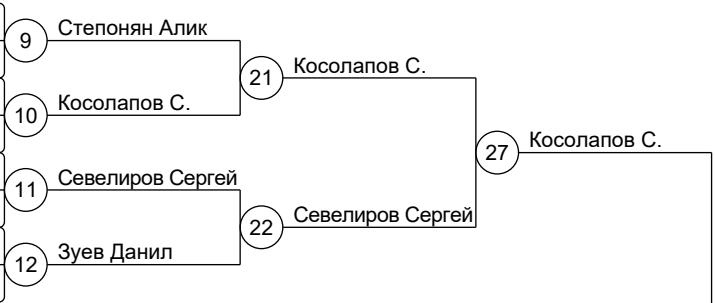 9 Степонян Алик
21 Косолапов С.
10 Косолапов С.
27 Косолапов С.
11 Севелиров Сергей
22 Севелиров Сергей
12 Зуев Данил